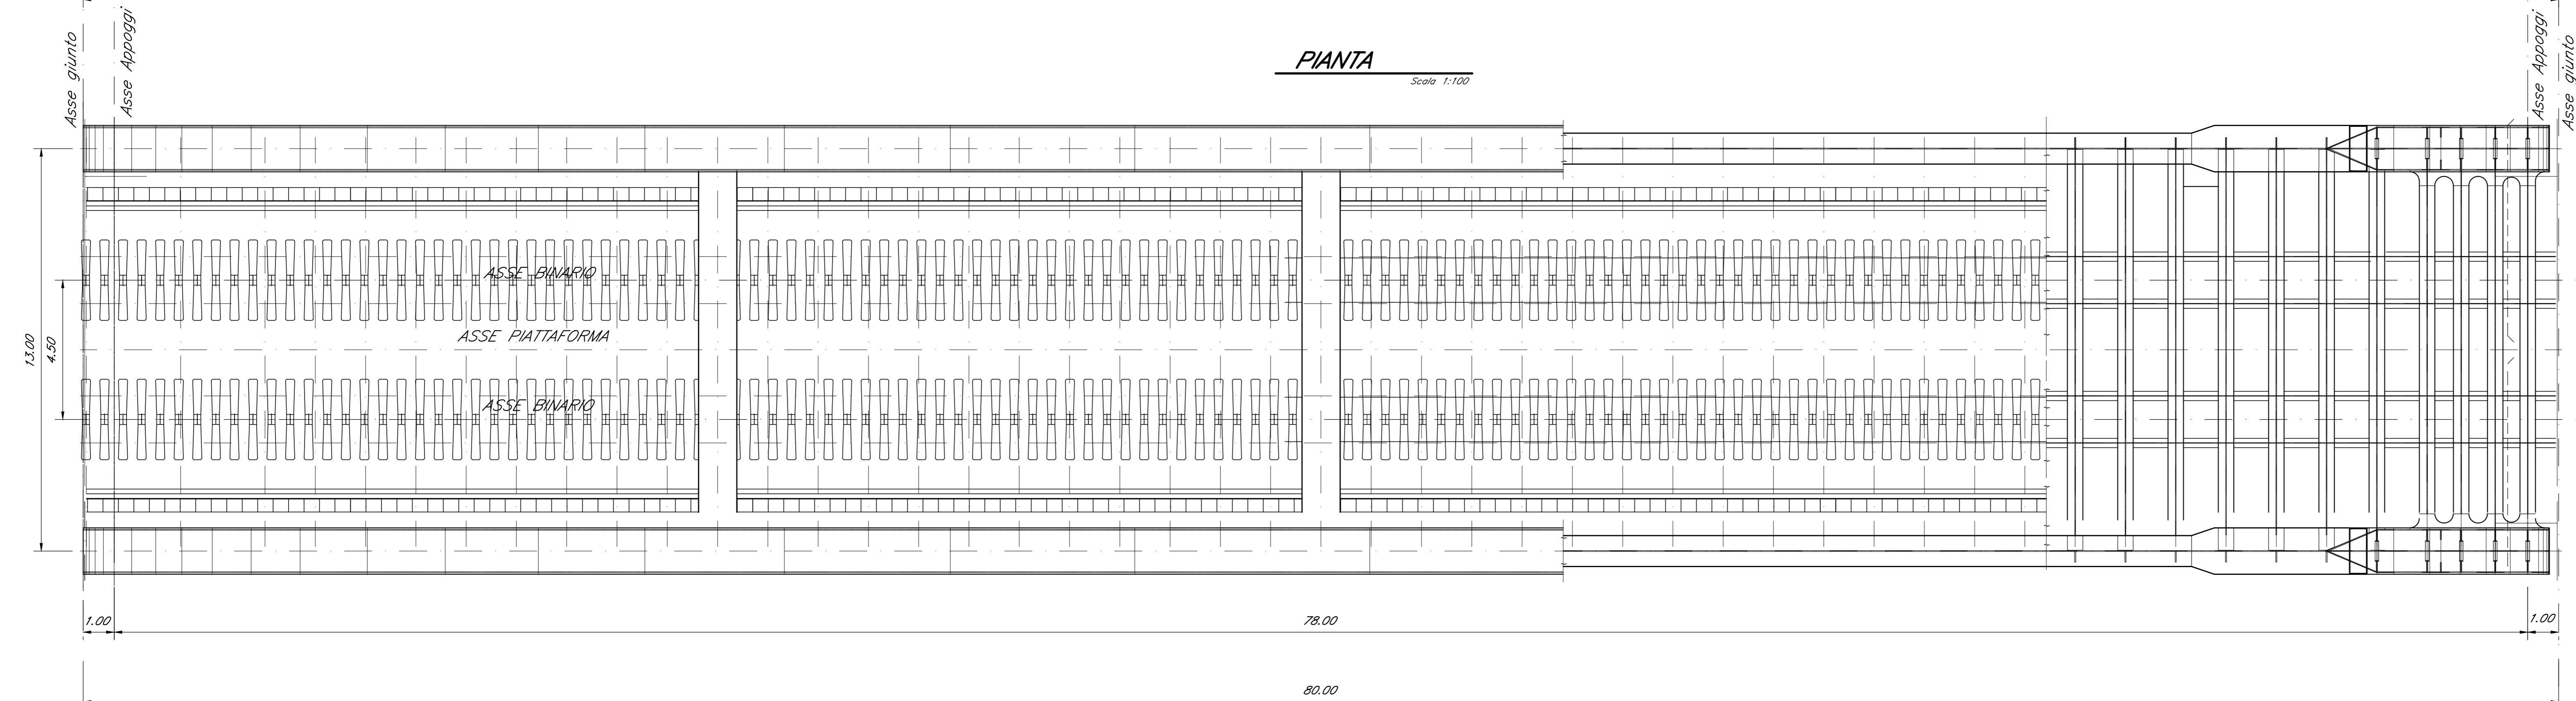 PIANTA
Scala 1:100
Asse giunto
Asse Appoggi
Asse Appoggi
Asse giunto
ASSE BINARIO
ASSE PIATTAFORMA
ASSE BINARIO
13.00
4.50
1.00
78.00
1.00
80.00